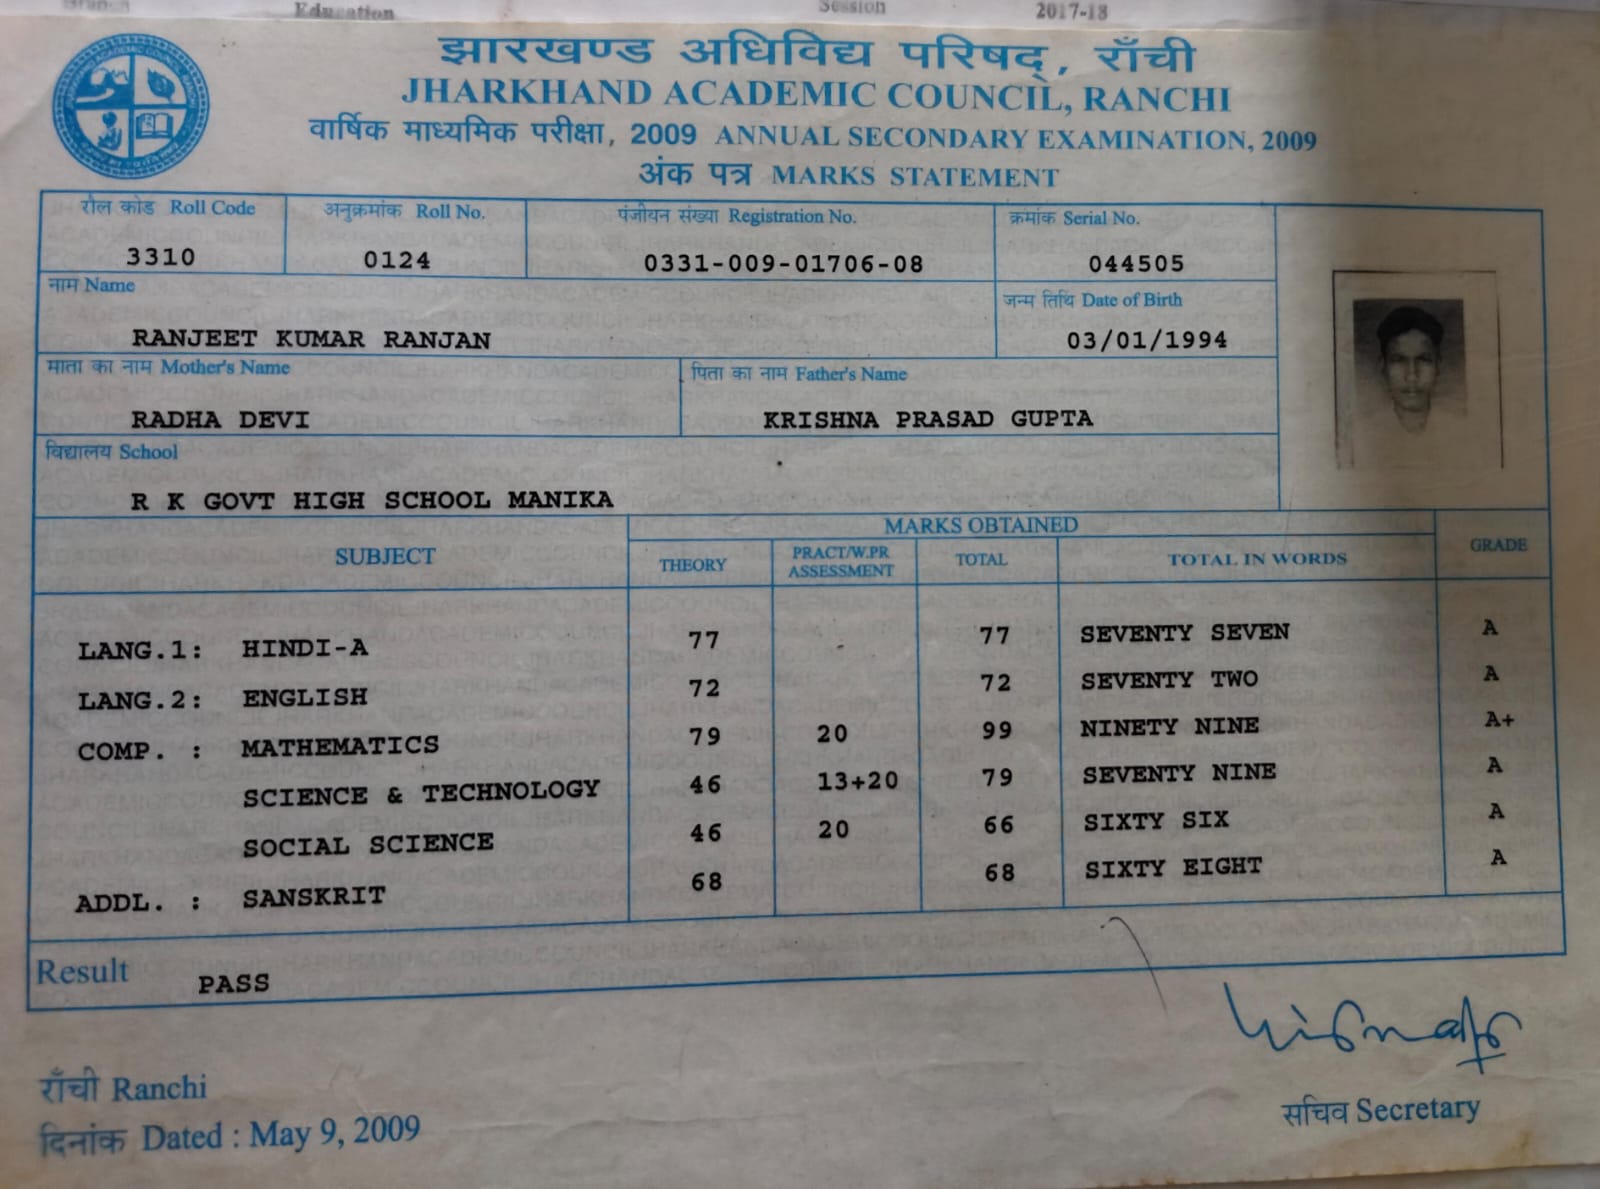 Education Session 2017-18
झारखण्ड अधिविद्य परिषद्, राँची
JHARKHAND ACADEMIC COUNCIL, RANCHI
वार्षिक माध्यमिक परीक्षा, 2009 ANNUAL SECONDARY EXAMINATION, 2009
अंक पत्र MARKS STATEMENT
रौल कोड Roll Code अनुक्रमांक Roll No. पंजीयन संख्या Registration No. क्रमांक Serial No.
3310 0124 0331-009-01706-08 044505
नाम Name जन्म तिथि Date of Birth
RANJEET KUMAR RANJAN 03/01/1994
माता का नाम Mother's Name पिता का नाम Father's Name
RADHA DEVI KRISHNA PRASAD GUPTA
विद्यालय School
R K GOVT HIGH SCHOOL MANIKA
MARKS OBTAINED
SUBJECT THEORY PRACT/W.PR ASSESSMENT TOTAL TOTAL IN WORDS GRADE
LANG.1: HINDI-A 77 77 SEVENTY SEVEN A
LANG.2: ENGLISH 72 72 SEVENTY TWO A
COMP. : MATHEMATICS 79 20 99 NINETY NINE A+
SCIENCE & TECHNOLOGY 46 13+20 79 SEVENTY NINE A
SOCIAL SCIENCE 46 20 66 SIXTY SIX A
ADDL. : SANSKRIT 68 68 SIXTY EIGHT A
Result PASS
राँची Ranchi
दिनांक Dated : May 9, 2009
सचिव Secretary